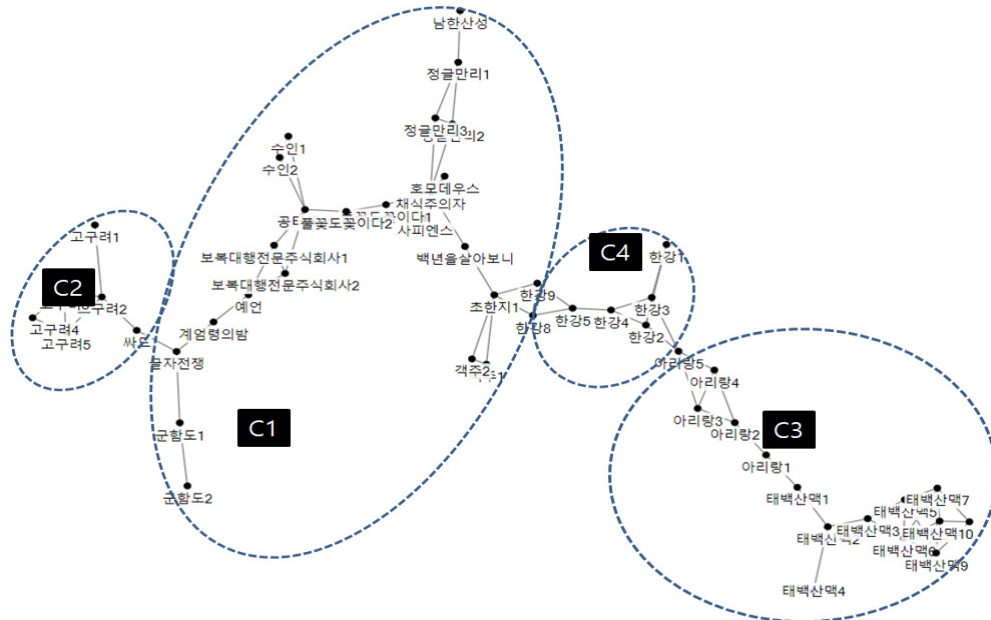 남한산성
정글만리1
정글만리3
수인1
수인2
호모데우스
채식주의자
풀꽃도꽃이다2
사피엔스
고구려1
C2
고구려2
고구려4
고구려5
싸드
글자전쟁
보복대행전문주식회사1
보복대행전문주식회사2
예언
계엄령의밤
백년을살아보니
초한지1
객주2
C1
군함도1
군함도2
C4
한강1
한강9
한강8
한강5
한강4
한강3
한강2
아리랑5
아리랑4
아리랑3
아리랑2
C3
아리랑1
태백산맥1
태백산맥2
태백산맥3
태백산맥5
태백산맥7
태백산맥6
태백산맥10
태백산맥9
태백산맥4